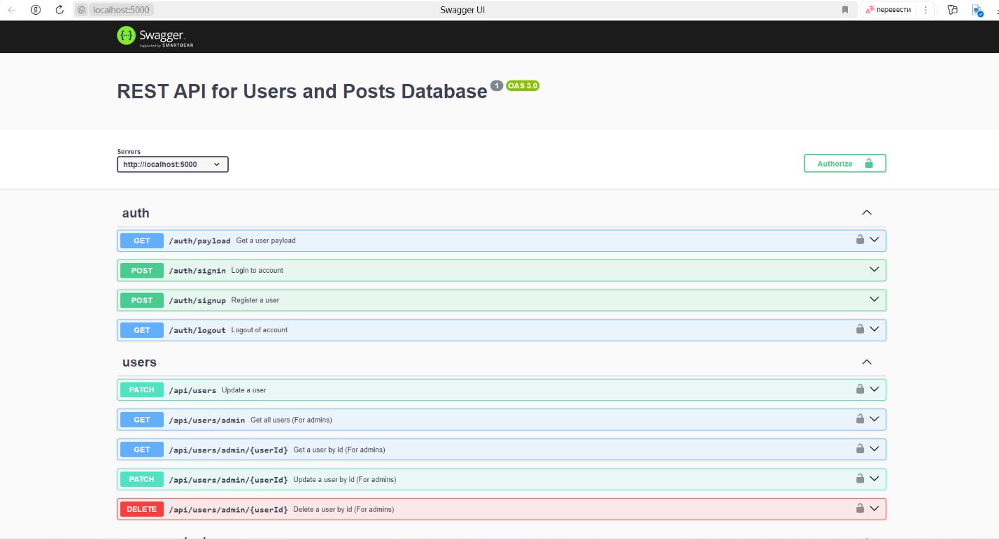 localhost:5000 Swagger UI перевести
Swagger.
Supported by SMARTBEAR
REST API for Users and Posts Database 1 OAS 3.0
Servers
http://localhost:5000
Authorize
auth
GET /auth/payload Get a user payload
POST /auth/signin Login to account
POST /auth/signup Register a user
GET /auth/logout Logout of account
users
PATCH /api/users Update a user
GET /api/users/admin Get all users (For admins)
GET /api/users/admin/{userId} Get a user by id (For admins)
PATCH /api/users/admin/{userId} Update a user by id (For admins)
DELETE /api/users/admin/{userId} Delete a user by id (For admins)